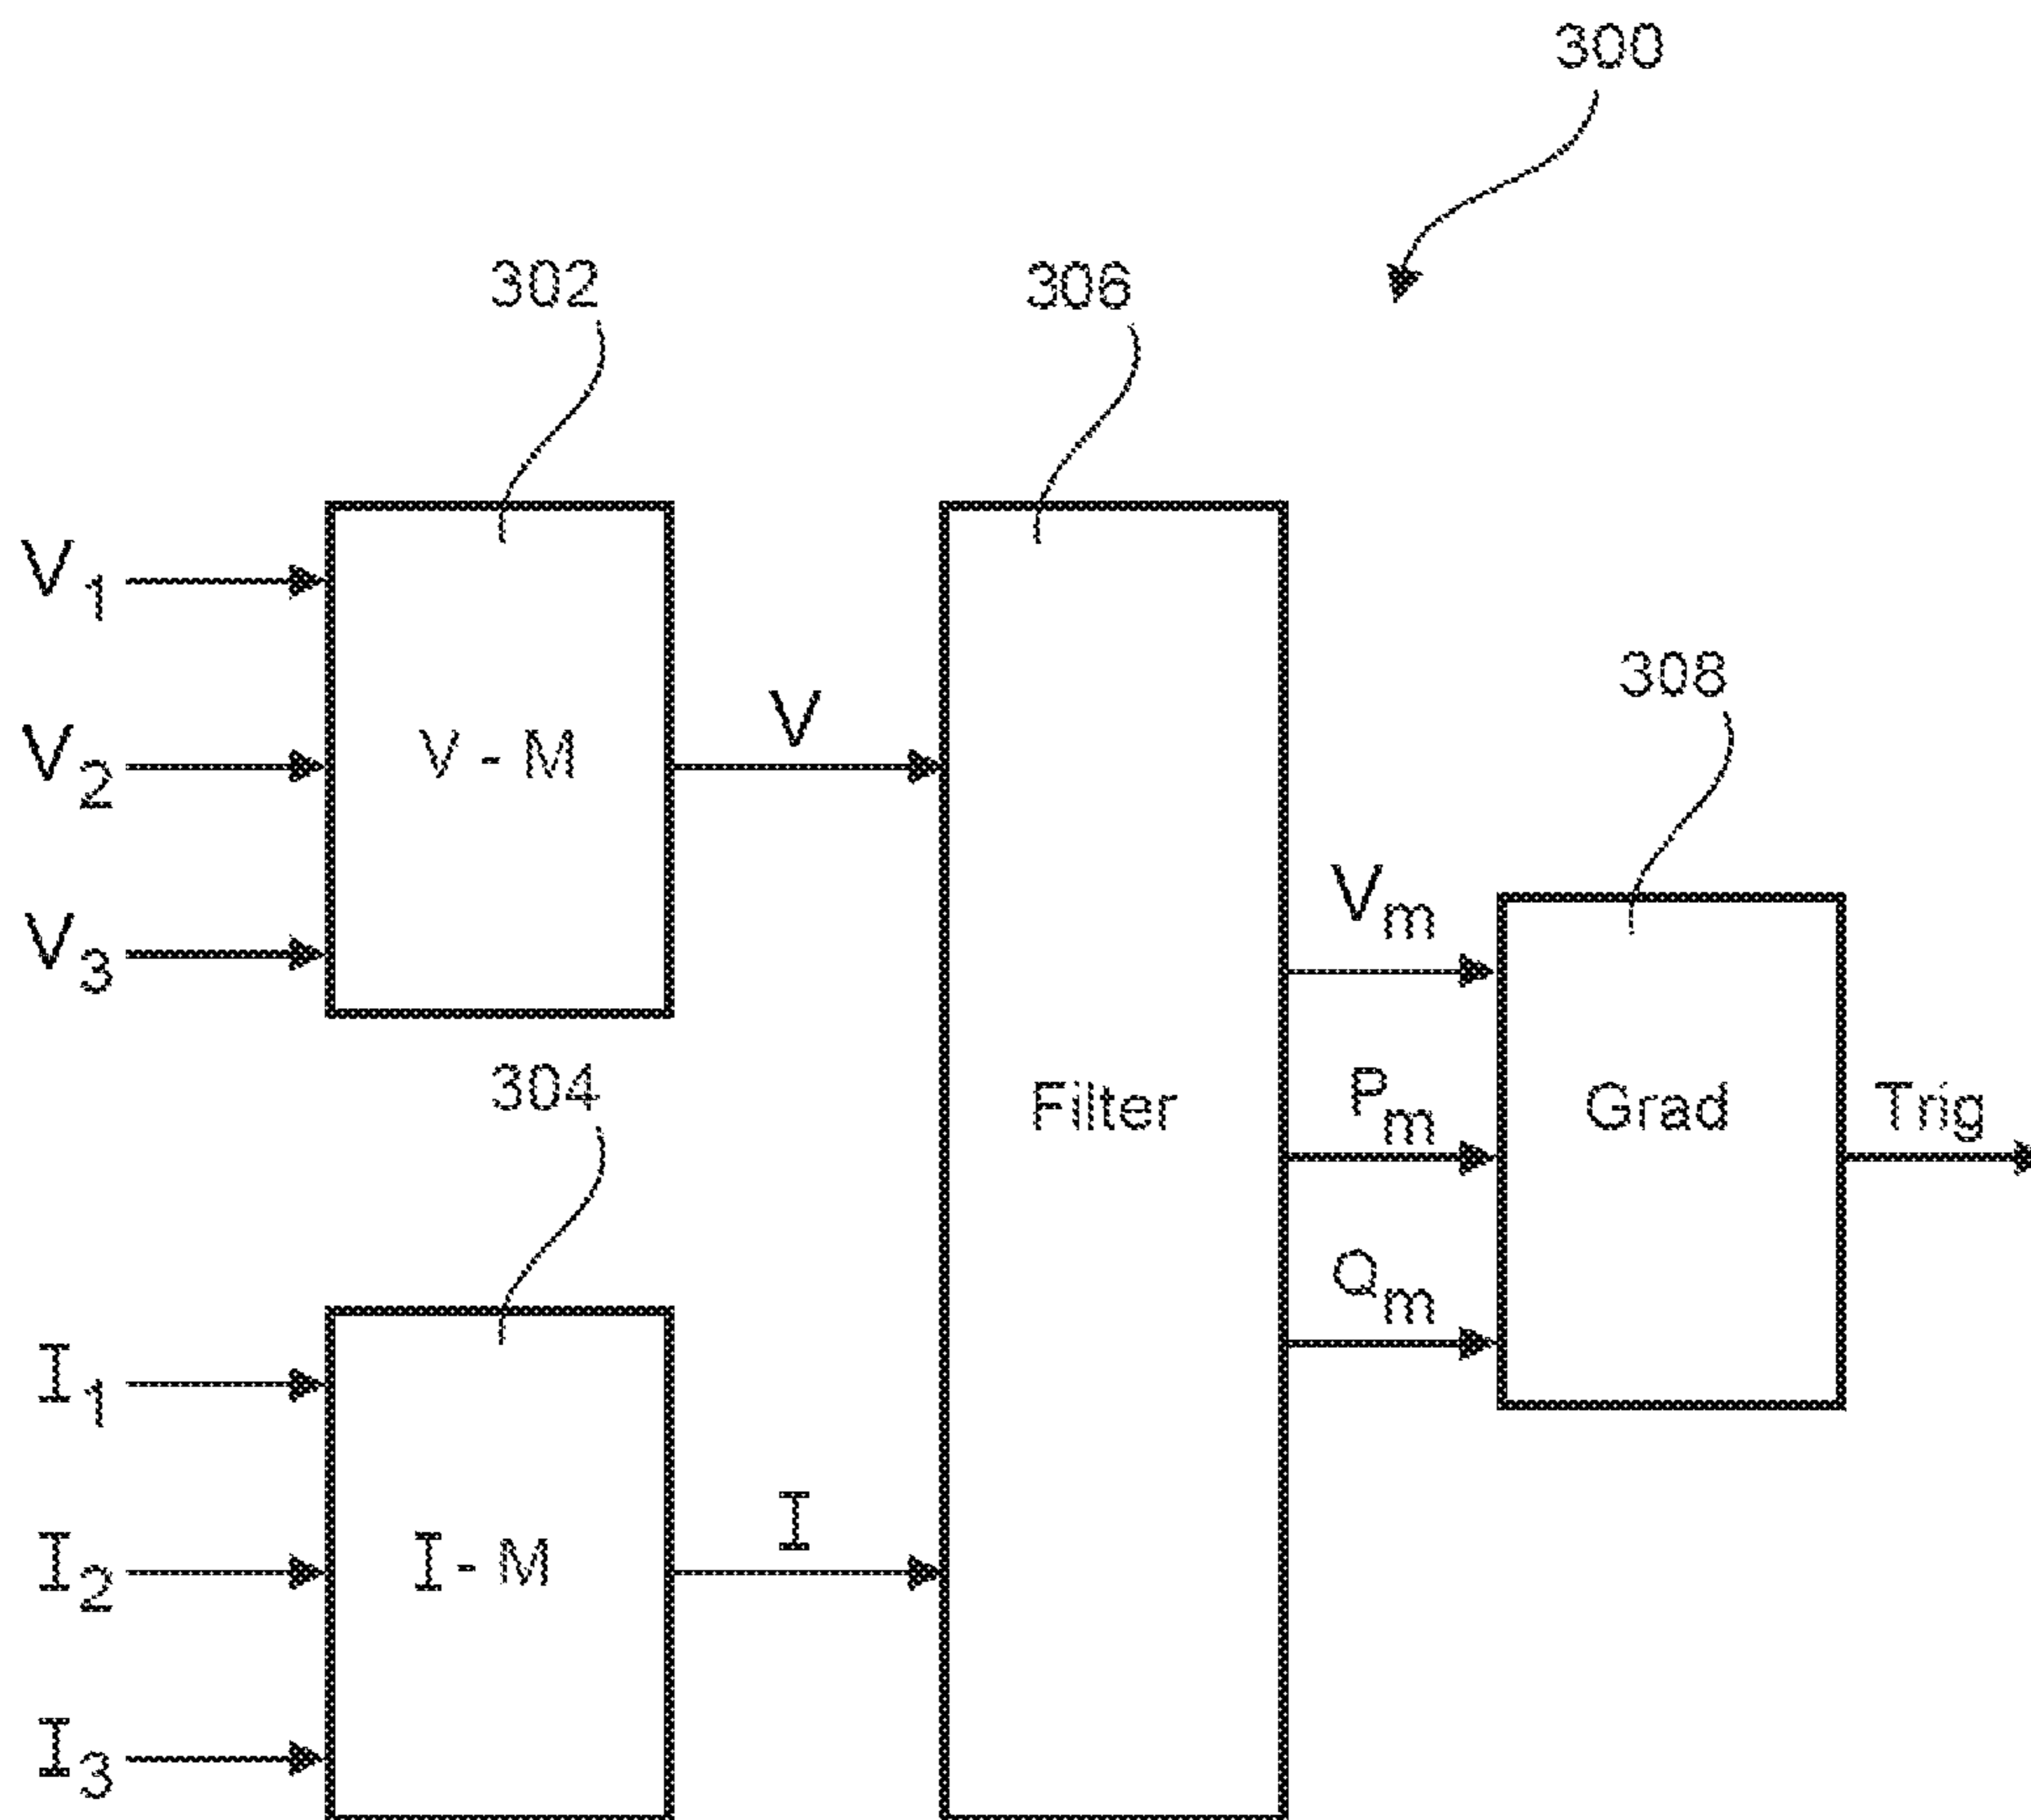 300
302
306
V1
V2
V3
V - M
V
308
Vm
Pm
Qm
Filter
Grad
Trig
304
I1
I2
I3
I - M
I